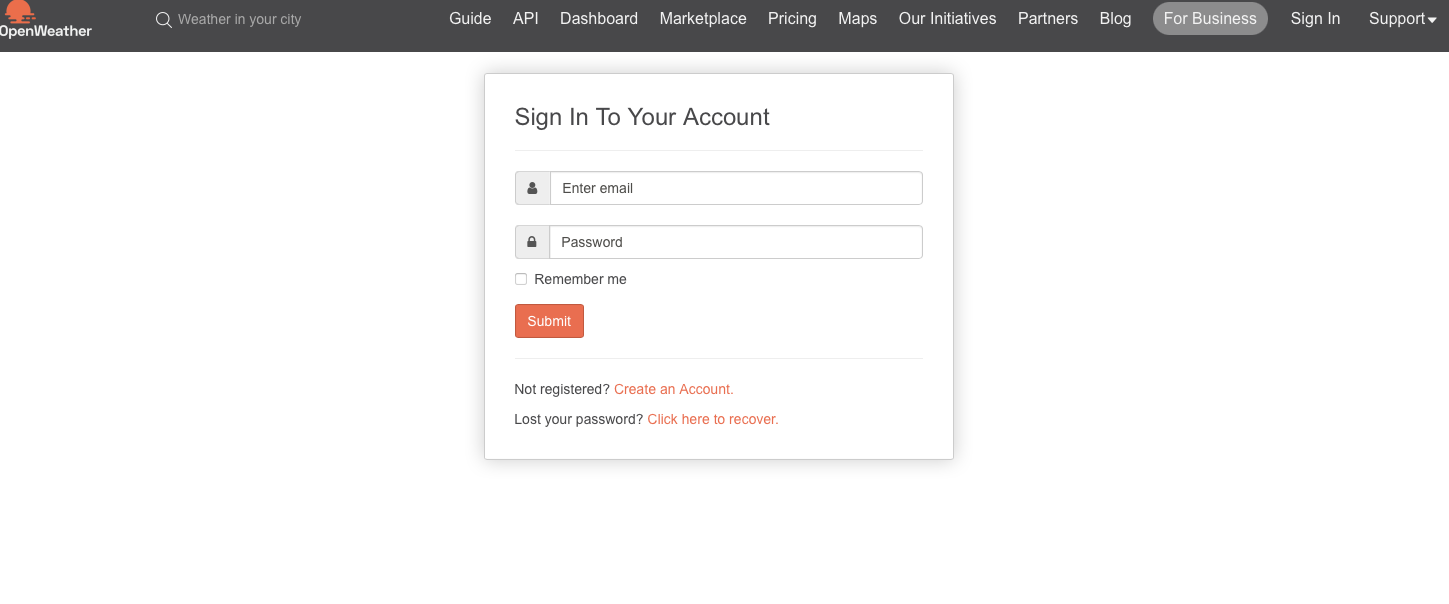 OpenWeather
Weather in your city
Guide API Dashboard Marketplace Pricing Maps Our Initiatives Partners Blog For Business Sign In Support
Sign In To Your Account
Enter email
Password
Remember me
Submit
Not registered? Create an Account.
Lost your password? Click here to recover.